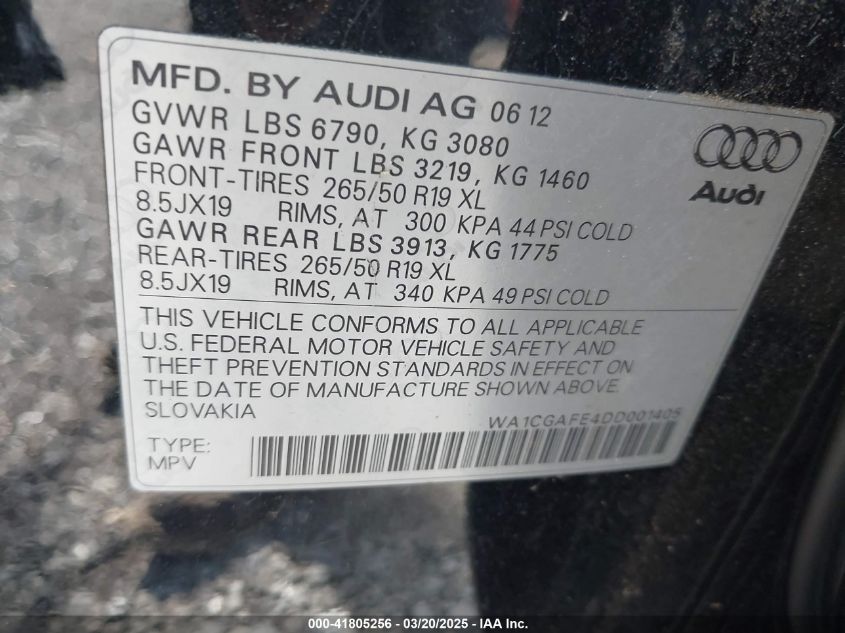 MFD. BY AUDI AG 06 12
GVWR LBS 6790, KG 3080
GAWR FRONT LBS 3219, KG 1460
FRONT-TIRES 265/50 R19 XL
8.5JX19 RIMS, AT 300 KPA 44 PSI COLD
GAWR REAR LBS 3913, KG 1775
REAR-TIRES 265/50 R19 XL
8.5JX19 RIMS, AT 340 KPA 49 PSI COLD
Audi
THIS VEHICLE CONFORMS TO ALL APPLICABLE
U.S. FEDERAL MOTOR VEHICLE SAFETY AND
THEFT PREVENTION STANDARDS IN EFFECT ON
THE DATE OF MANUFACTURE SHOWN ABOVE.
SLOVAKIA
WA1CGAFE4DD001405
TYPE:
MPV
000-41805256 - 03/20/2025 - IAA Inc.